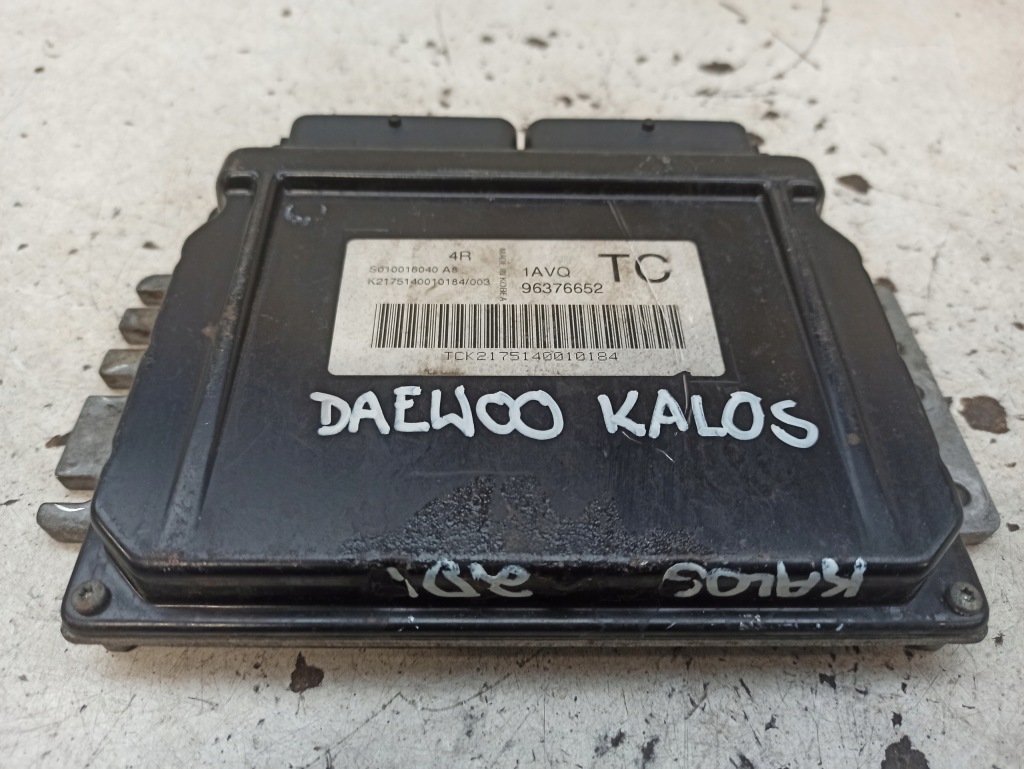 4R
S010016040 A8
K2175140010184/003
MADE IN KOREA
1AVQ TC
96376652
TCK2175140010184
DAEWOO KALOS
KALOS